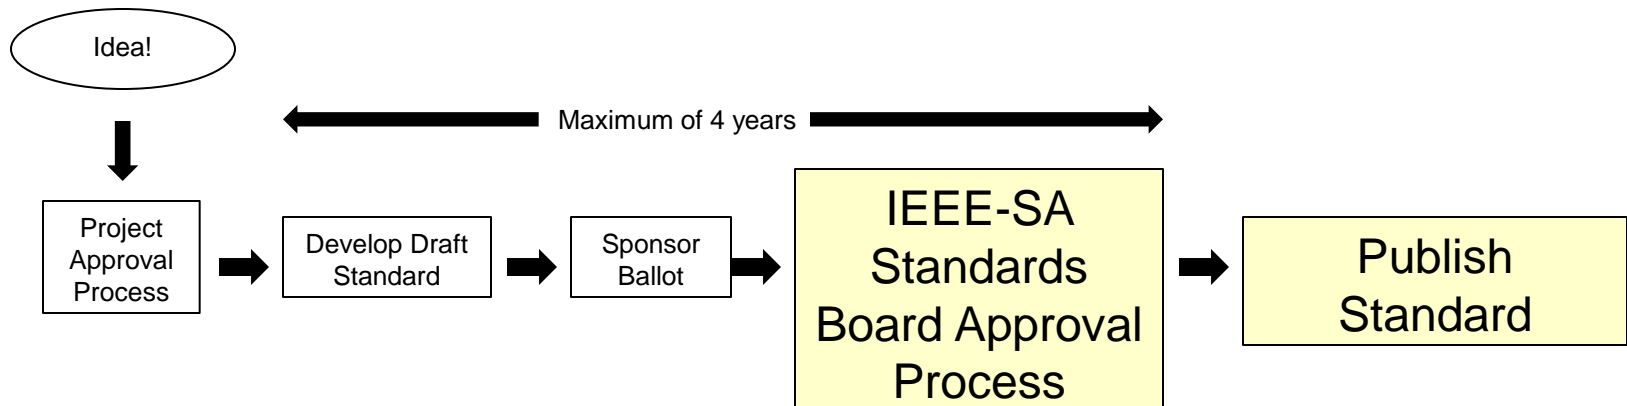 Idea!
Maximum of 4 years
Project
Approval
Process
Develop Draft
Standard
Sponsor
Ballot
IEEE-SA
Standards
Board Approval
Process
Publish
Standard